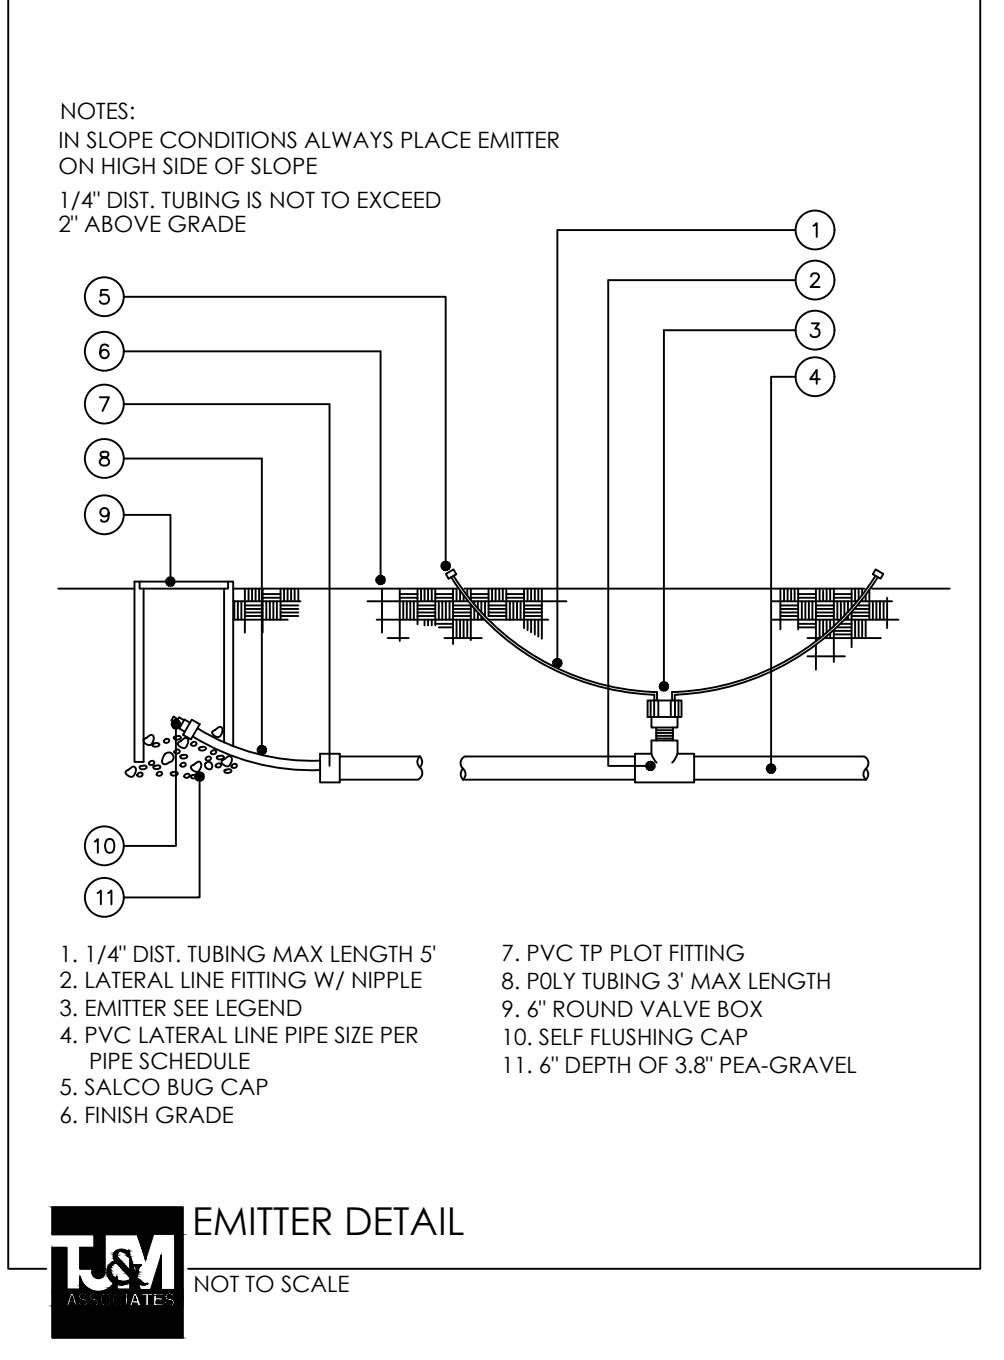 NOTES:
IN SLOPE CONDITIONS ALWAYS PLACE EMITTER
ON HIGH SIDE OF SLOPE
1/4" DIST. TUBING IS NOT TO EXCEED
2" ABOVE GRADE
1
2
3
4
5
6
7
8
9
10
11
1. 1/4" DIST. TUBING MAX LENGTH 5'
2. LATERAL LINE FITTING W/ NIPPLE
3. EMITTER SEE LEGEND
4. PVC LATERAL LINE PIPE SIZE PER
PIPE SCHEDULE
5. SALCO BUG CAP
6. FINISH GRADE
7. PVC TP PLOT FITTING
8. P0LY TUBING 3' MAX LENGTH
9. 6" ROUND VALVE BOX
10. SELF FLUSHING CAP
11. 6" DEPTH OF 3.8" PEA-GRAVEL
EMITTER DETAIL
NOT TO SCALE
TJ&M
ASSOCIATES